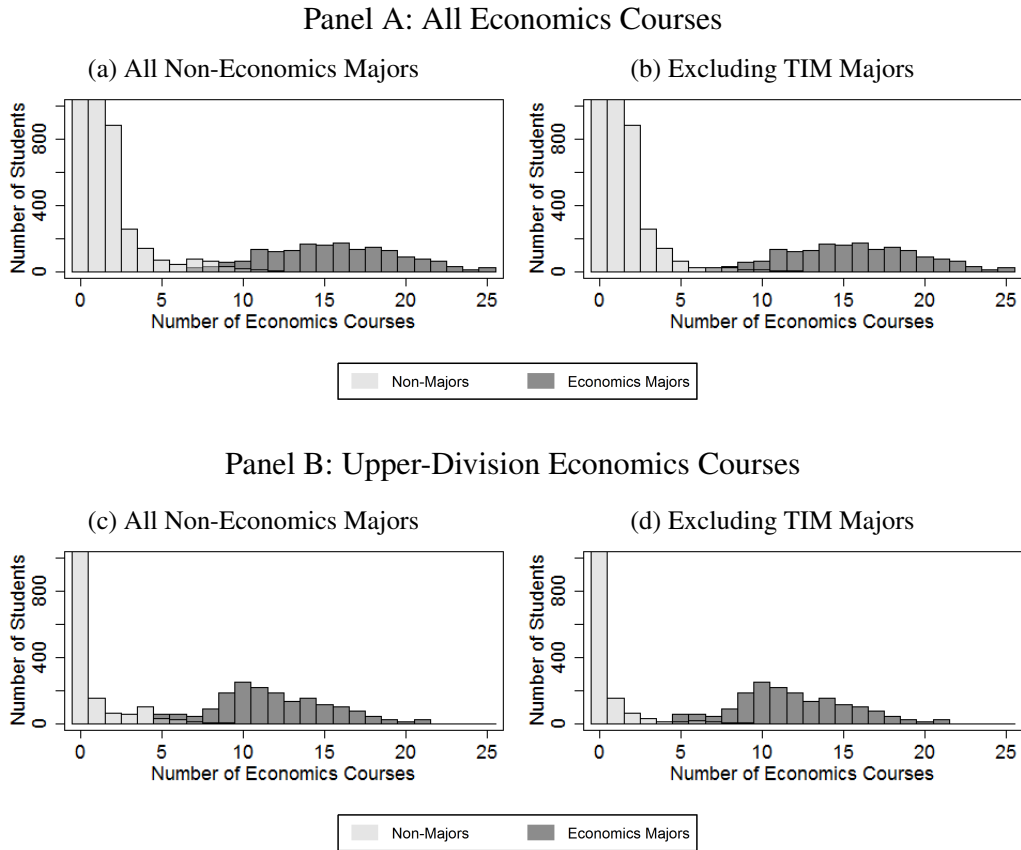 Panel A: All Economics Courses
(a) All Non-Economics Majors
(b) Excluding TIM Majors
Number of Students
0 400 800
0 5 10 15 20 25
Number of Economics Courses
Number of Students
0 400 800
0 5 10 15 20 25
Number of Economics Courses
Non-Majors Economics Majors
Panel B: Upper-Division Economics Courses
(c) All Non-Economics Majors
(d) Excluding TIM Majors
Number of Students
0 400 800
0 5 10 15 20 25
Number of Economics Courses
Number of Students
0 400 800
0 5 10 15 20 25
Number of Economics Courses
Non-Majors Economics Majors